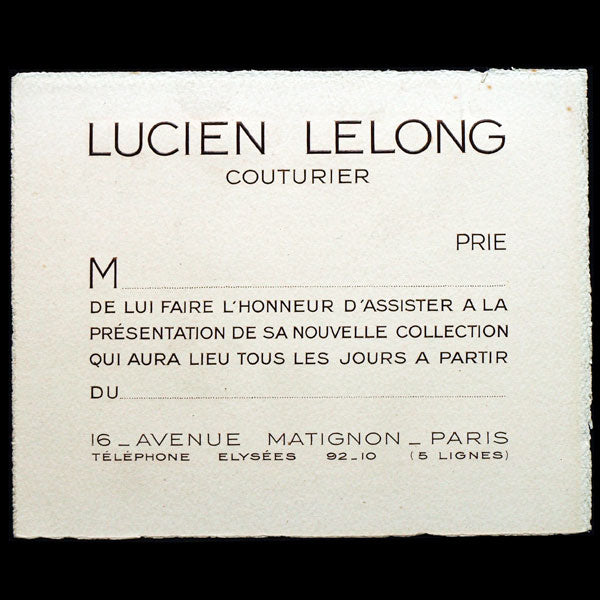 LUCIEN LELONG
COUTURIER
PRIE
M
DE LUI FAIRE L'HONNEUR D'ASSISTER A LA
PRÉSENTATION DE SA NOUVELLE COLLECTION
QUI AURA LIEU TOUS LES JOURS A PARTIR
DU
16_AVENUE MATIGNON_PARIS
TÉLÉPHONE ELYSÉES 92_10 (5 LIGNES)